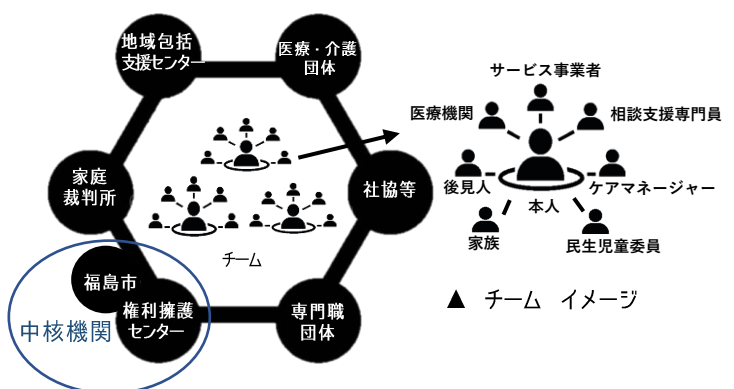 地域包括
支援センター
医療・介護
団体
サービス事業者
医療機関
相談支援専門員
家庭
裁判所
社協等
後見人
本人
ケアマネージャー
家族
民生児童委員
チーム
福島市
中核機関
権利擁護
センター
専門職
団体
▲ チーム イメージ